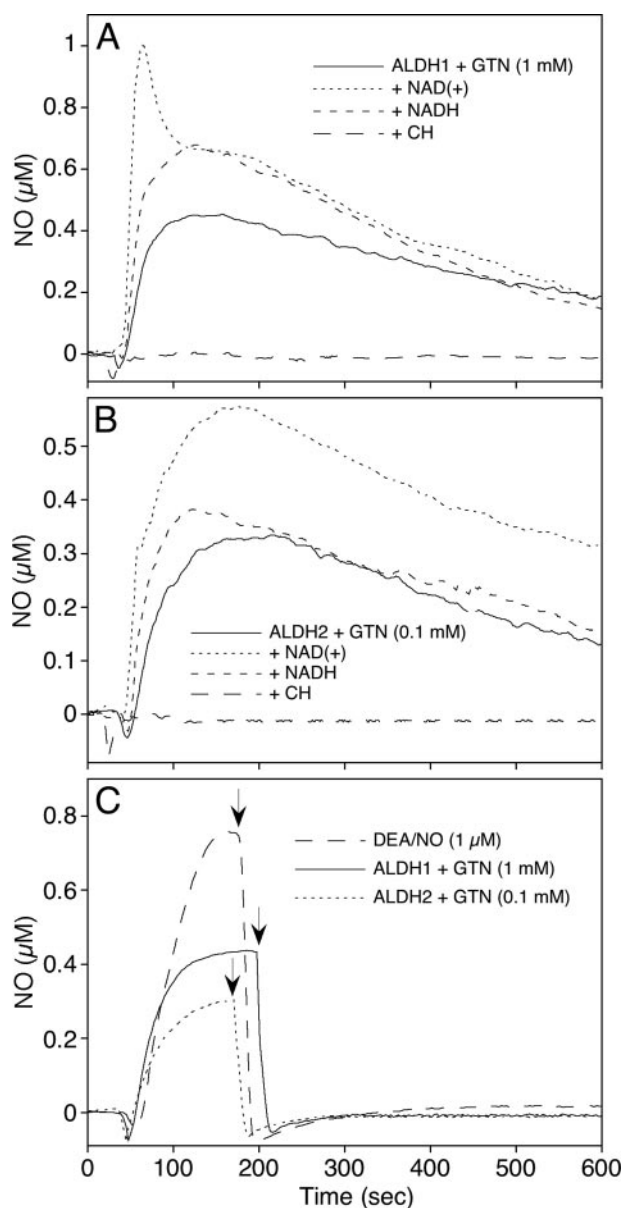 A
ALDH1 + GTN (1 mM)
+ NAD(+)
+ NADH
+ CH
NO (µM)
1
0.8
0.6
0.4
0.2
0
B
ALDH2 + GTN (0.1 mM)
+ NAD(+)
+ NADH
+ CH
NO (µM)
0.5
0.4
0.3
0.2
0.1
0
C
DEA/NO (1 µM)
ALDH1 + GTN (1 mM)
ALDH2 + GTN (0.1 mM)
NO (µM)
0.8
0.6
0.4
0.2
0
0 100 200 300 400 500 600
Time (sec)